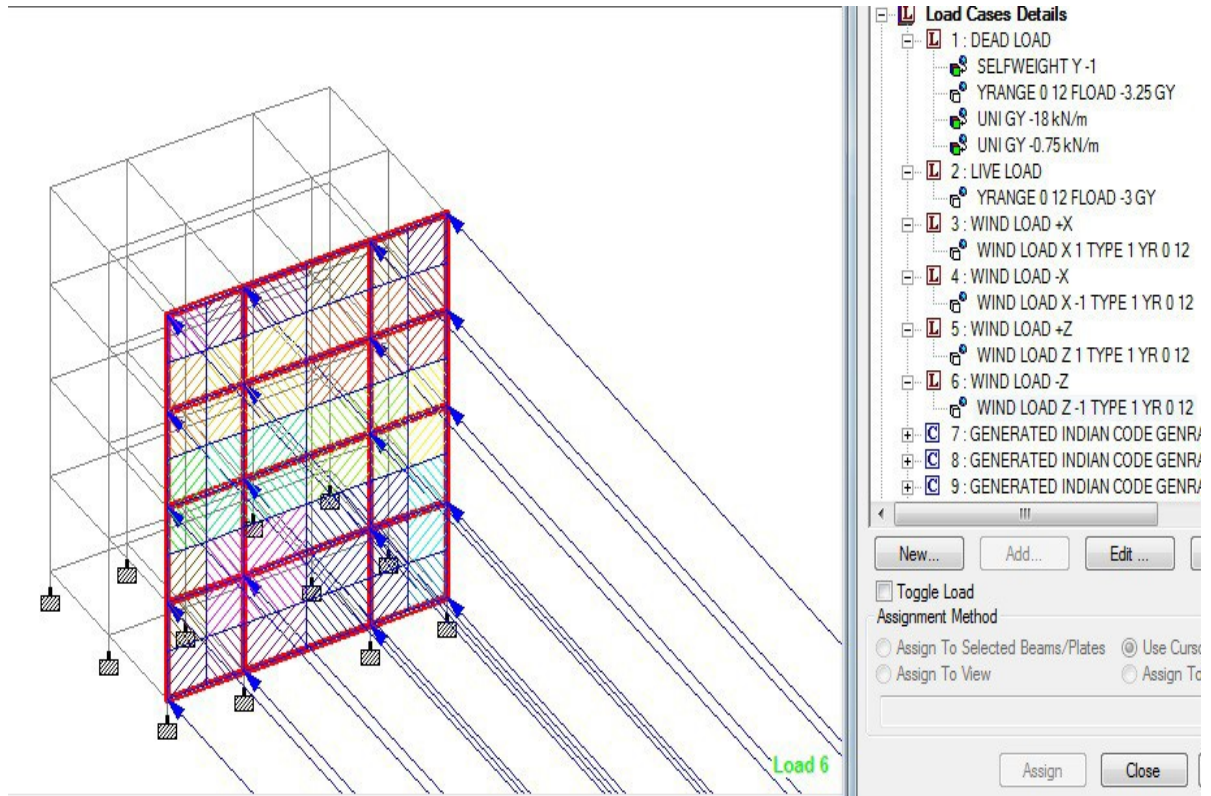 Load Cases Details
1 : DEAD LOAD
SELFWEIGHT Y -1
YRANGE 0 12 FLOAD -3.25 GY
UNI GY -18 kN/m
UNI GY -0.75 kN/m
2 : LIVE LOAD
YRANGE 0 12 FLOAD -3 GY
3 : WIND LOAD +X
WIND LOAD X 1 TYPE 1 YR 0 12
4 : WIND LOAD -X
WIND LOAD X -1 TYPE 1 YR 0 12
5 : WIND LOAD +Z
WIND LOAD Z 1 TYPE 1 YR 0 12
6 : WIND LOAD -Z
WIND LOAD Z -1 TYPE 1 YR 0 12
7 : GENERATED INDIAN CODE GENRA
8 : GENERATED INDIAN CODE GENRA
9 : GENERATED INDIAN CODE GENRA
New... Add... Edit ...
Toggle Load
Assignment Method
Assign To Selected Beams/Plates Use Curso
Assign To View Assign To
Assign Close
Load 6